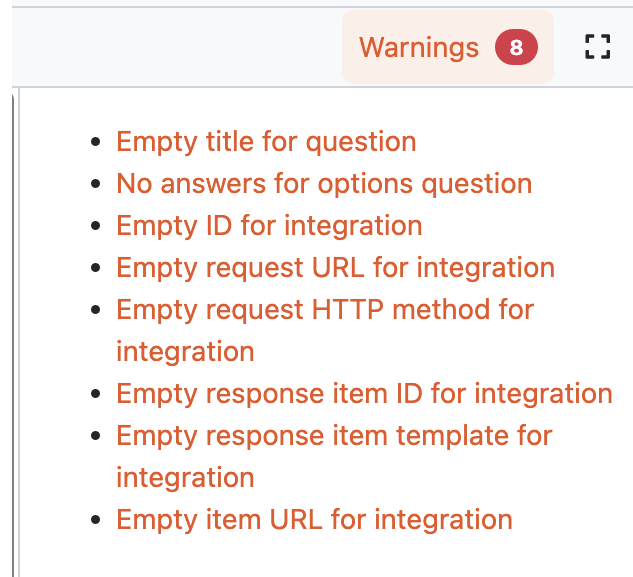 Warnings 8
Empty title for question
No answers for options question
Empty ID for integration
Empty request URL for integration
Empty request HTTP method for
integration
Empty response item ID for integration
Empty response item template for
integration
Empty item URL for integration